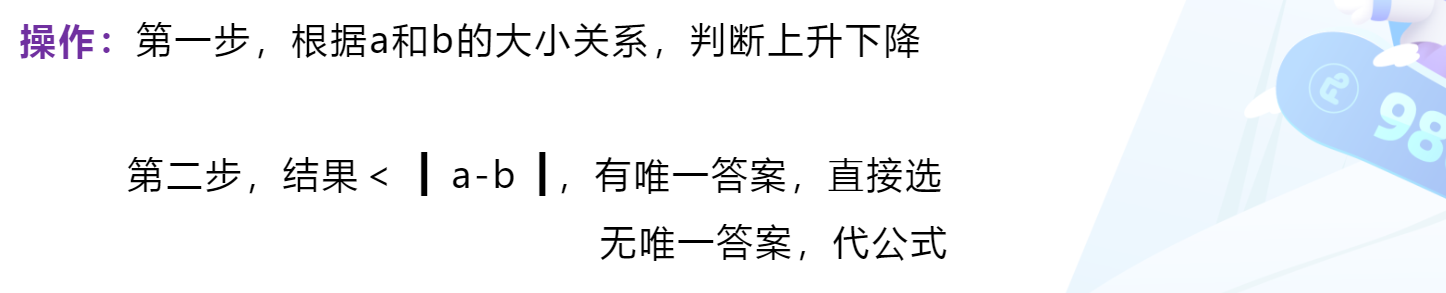 操作：第一步，根据a和b的大小关系，判断上升下降
第二步，结果<┃a-b┃，有唯一答案，直接选
无唯一答案，代公式
98